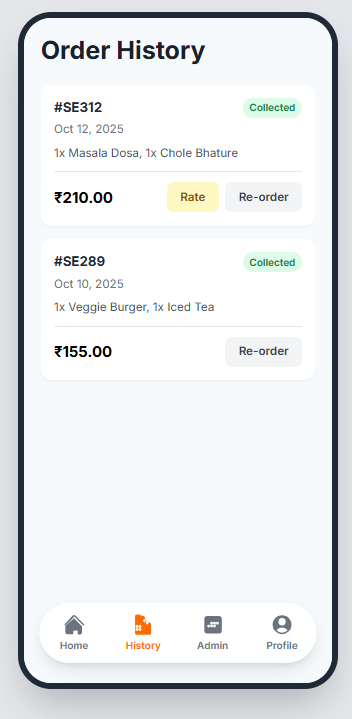 Order History
#SE312
Collected
Oct 12, 2025
1x Masala Dosa, 1x Chole Bhature
₹210.00
Rate
Re-order
#SE289
Collected
Oct 10, 2025
1x Veggie Burger, 1x Iced Tea
₹155.00
Re-order
Home
History
Admin
Profile